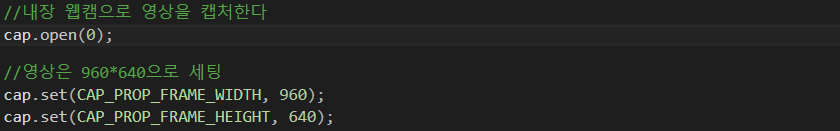 //내장 웹캠으로 영상을 캡처한다
cap.open(0);
//영상은 960*640으로 세팅
cap.set(CAP_PROP_FRAME_WIDTH, 960);
cap.set(CAP_PROP_FRAME_HEIGHT, 640);